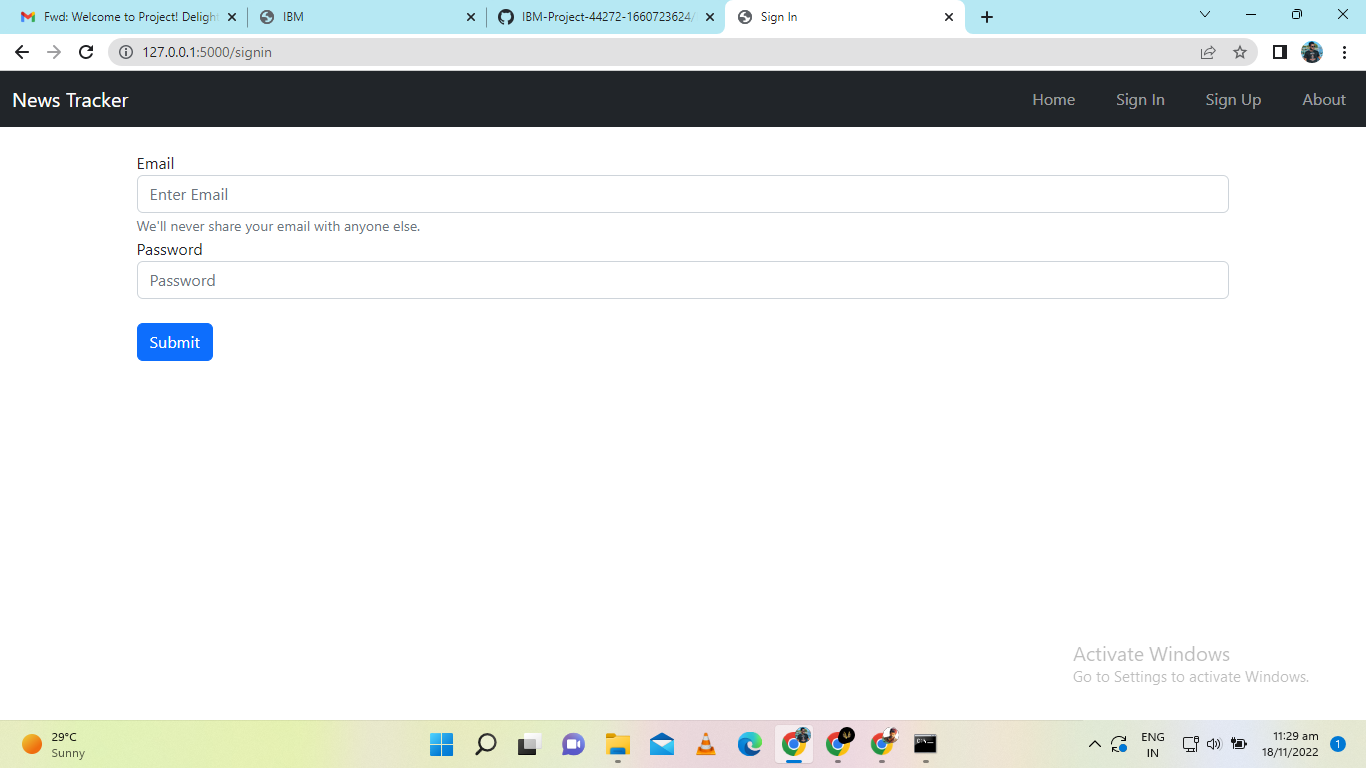 Fwd: Welcome to Project! Delight
IBM
IBM-Project-44272-1660723624/
Sign In
127.0.0.1:5000/signin
News Tracker
Home
Sign In
Sign Up
About
Email
Enter Email
We'll never share your email with anyone else.
Password
Password
Submit
Activate Windows
Go to Settings to activate Windows.
29°C
Sunny
ENG
IN
11:29 am
18/11/2022
1